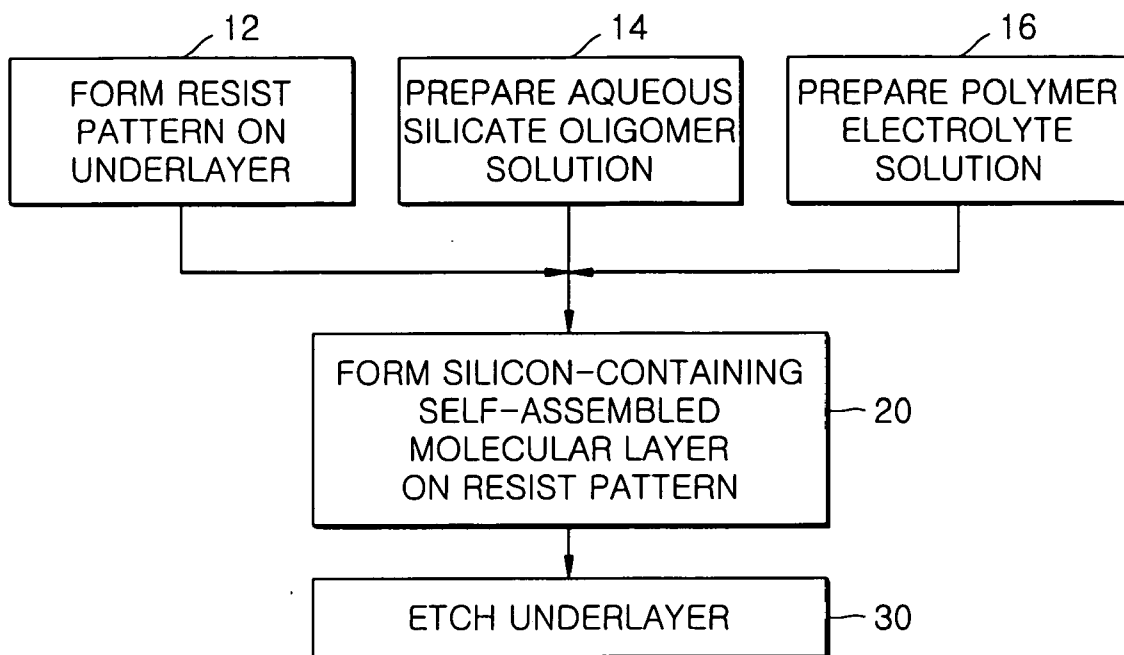 12
FORM RESIST
PATTERN ON
UNDERLAYER
14
PREPARE AQUEOUS
SILICATE OLIGOMER
SOLUTION
16
PREPARE POLYMER
ELECTROLYTE
SOLUTION
FORM SILICON-CONTAINING
SELF-ASSEMBLED
MOLECULAR LAYER
ON RESIST PATTERN
20
ETCH UNDERLAYER
30